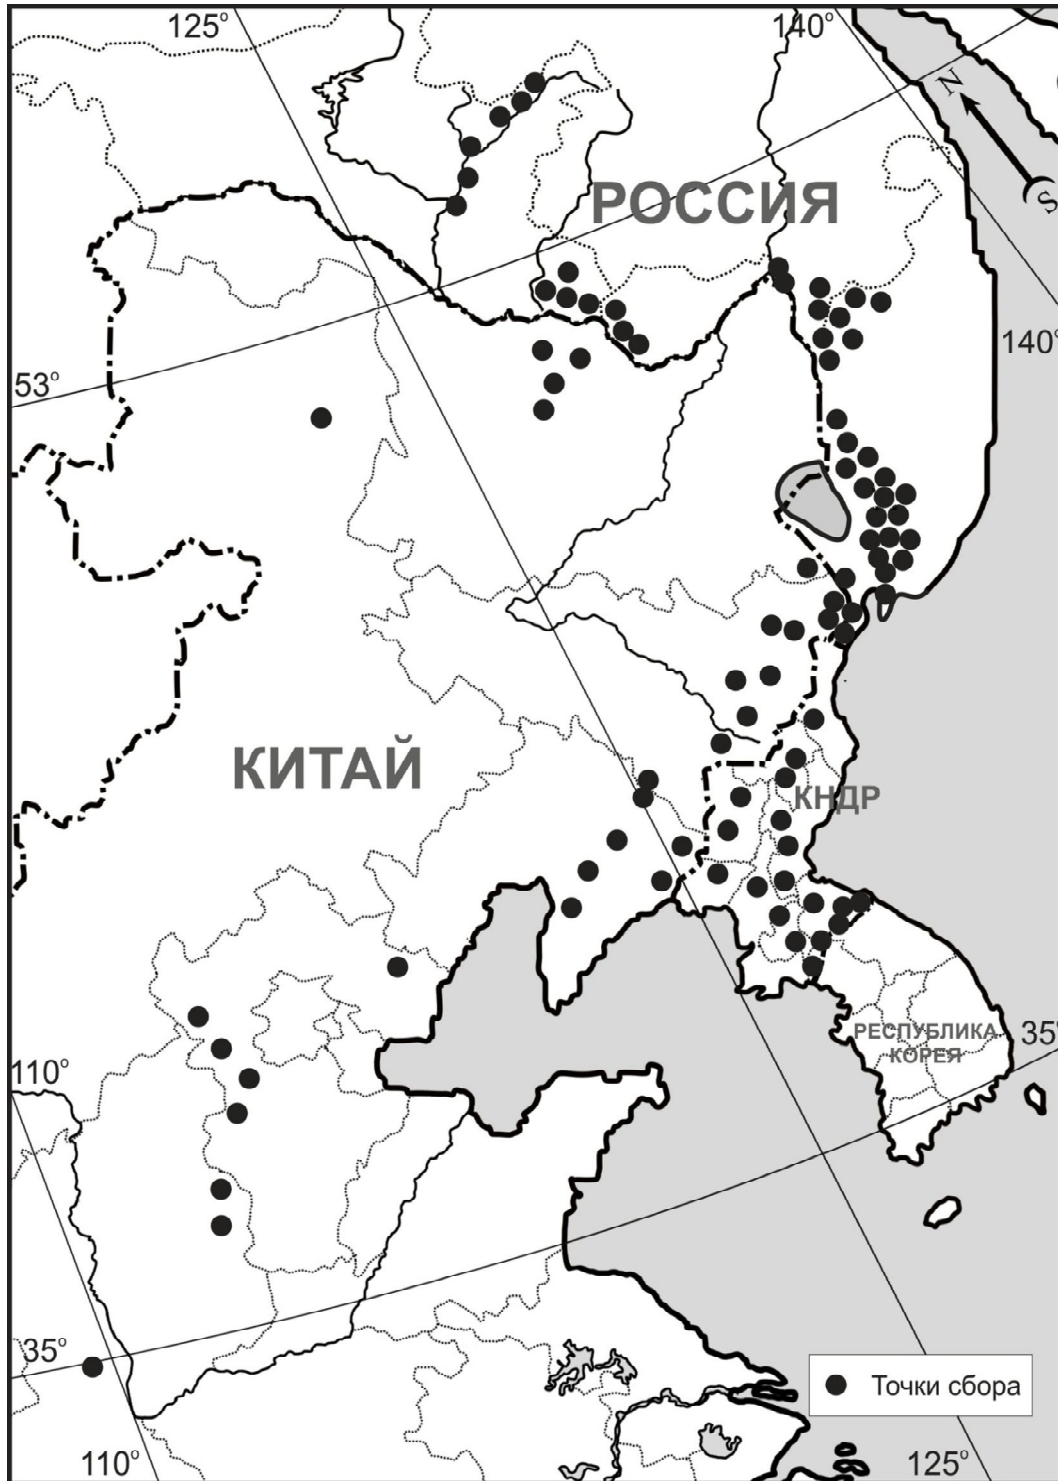 125°
140°
N
S
РОССИЯ
140°
53°
КИТАЙ
КНДР
РЕСПУБЛИКА
КОРЕЯ
35°
110°
35°
Точки сбора
110°
125°